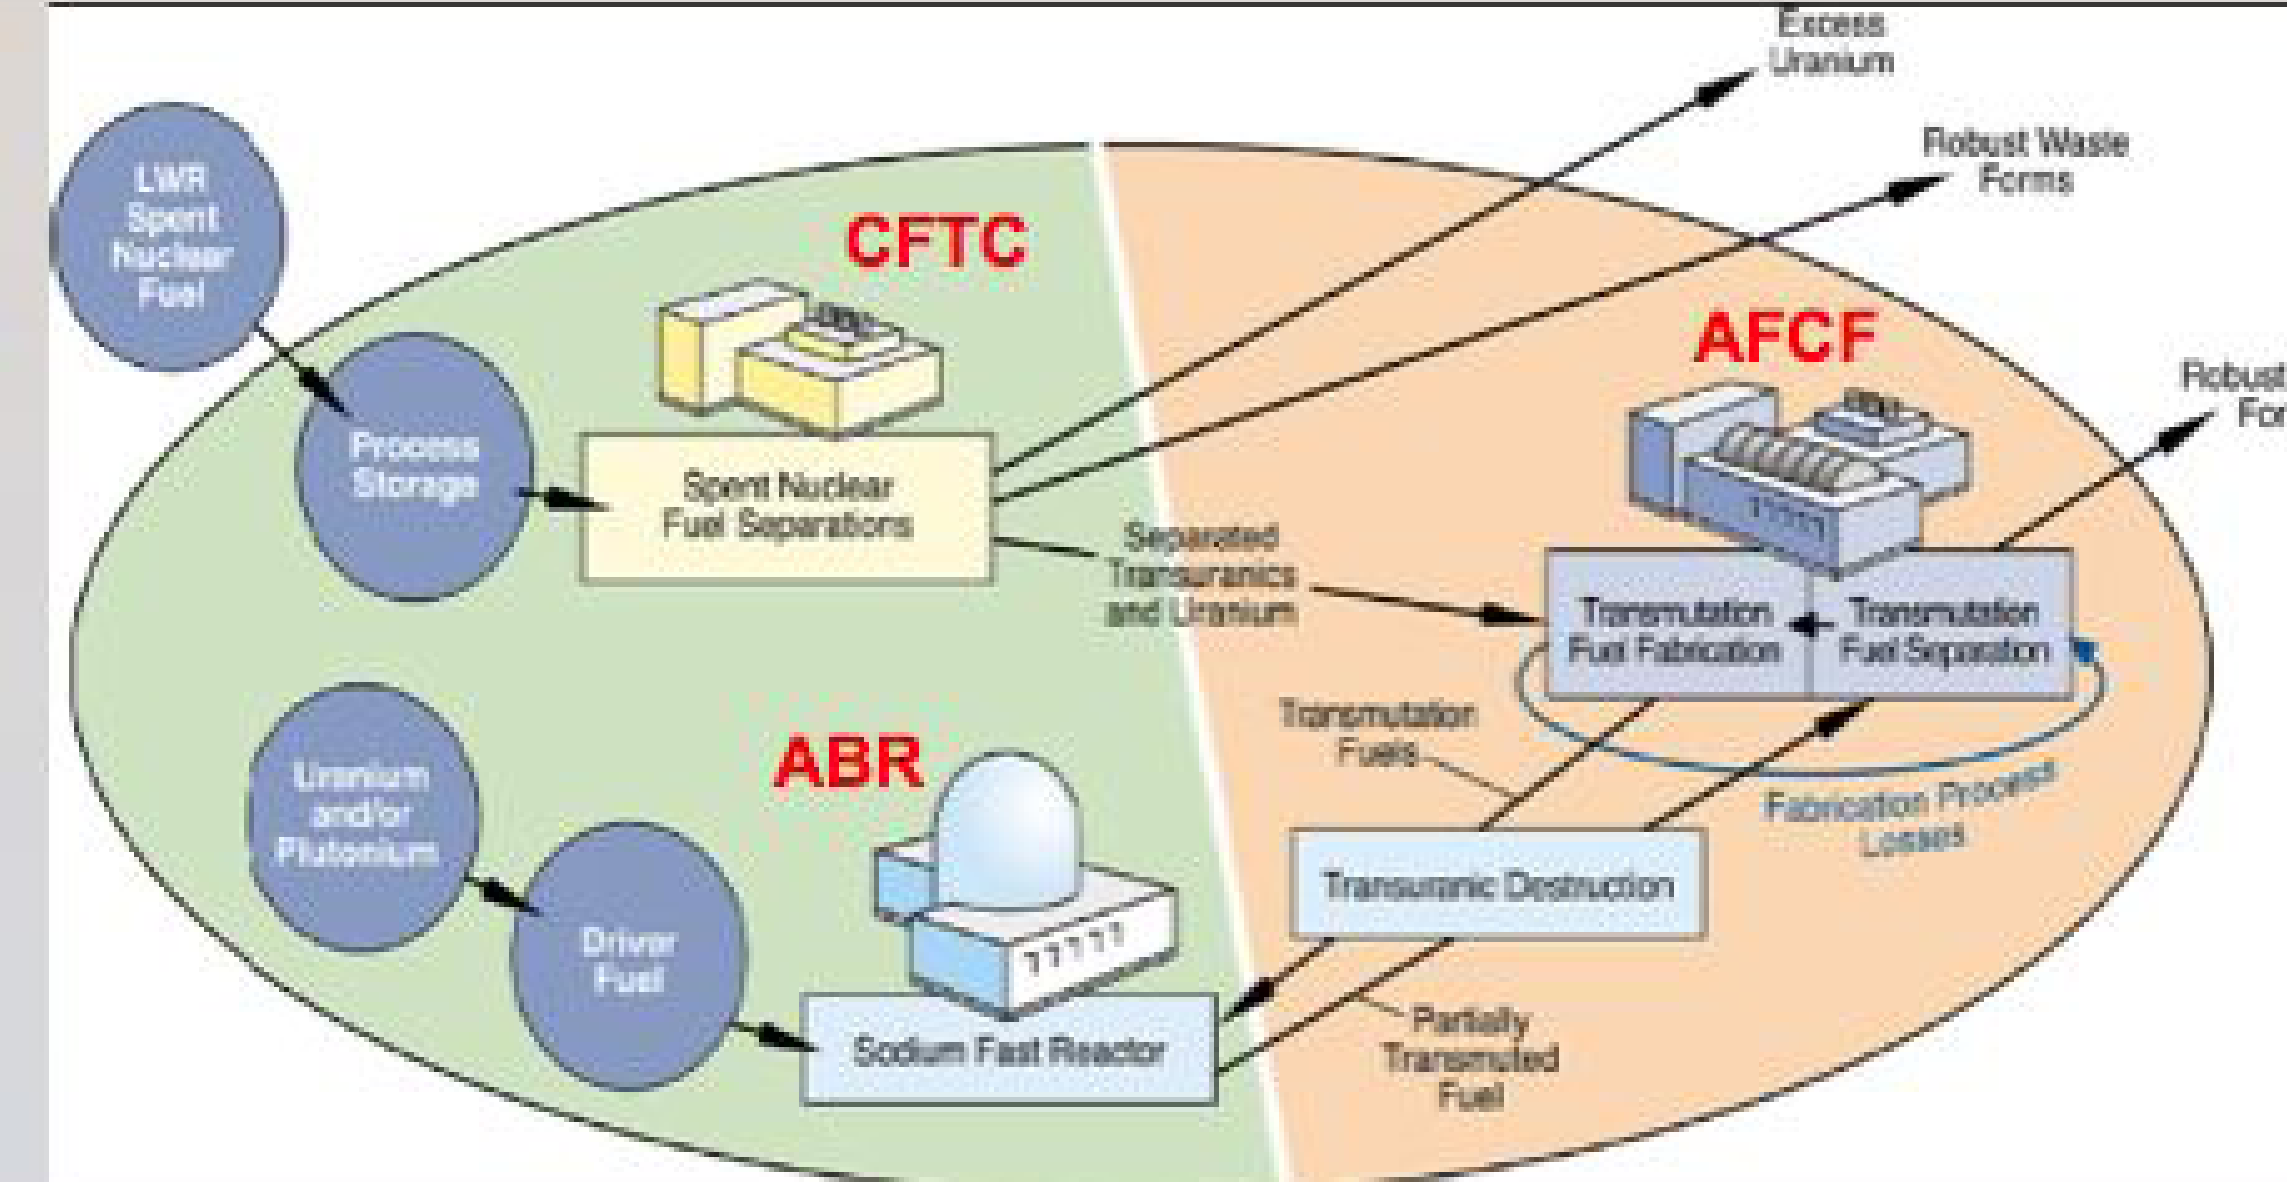 Excess
Uranium
Robust Waste
Forms
LWR
Spent
Nuclear
Fuel
CFTC
AFCF
Robust
For
Process
Storage
Spent Nuclear
Fuel Separations
Separated
Transuranics
and Uranium
Transmutation
Fuel Fabrication
Transmutation
Fuel Separation
Transmutation
Fuels
Fabrication Process
Losses
Uranium
and/or
Plutonium
ABR
Driver
Fuel
Transuranic Destruction
Sodium Fast Reactor
Partially
Transmuted
Fuel